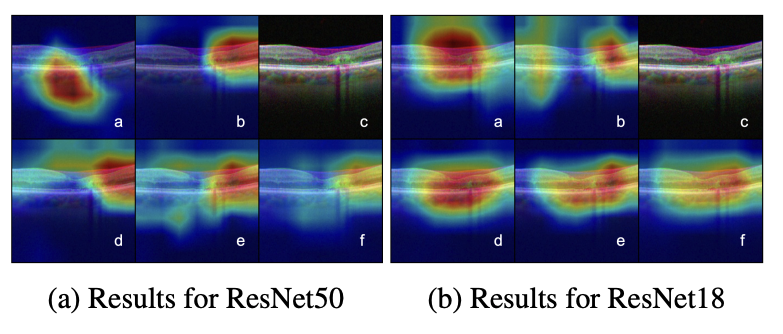 a b c a b c
d e f d e f
(a) Results for ResNet50 (b) Results for ResNet18